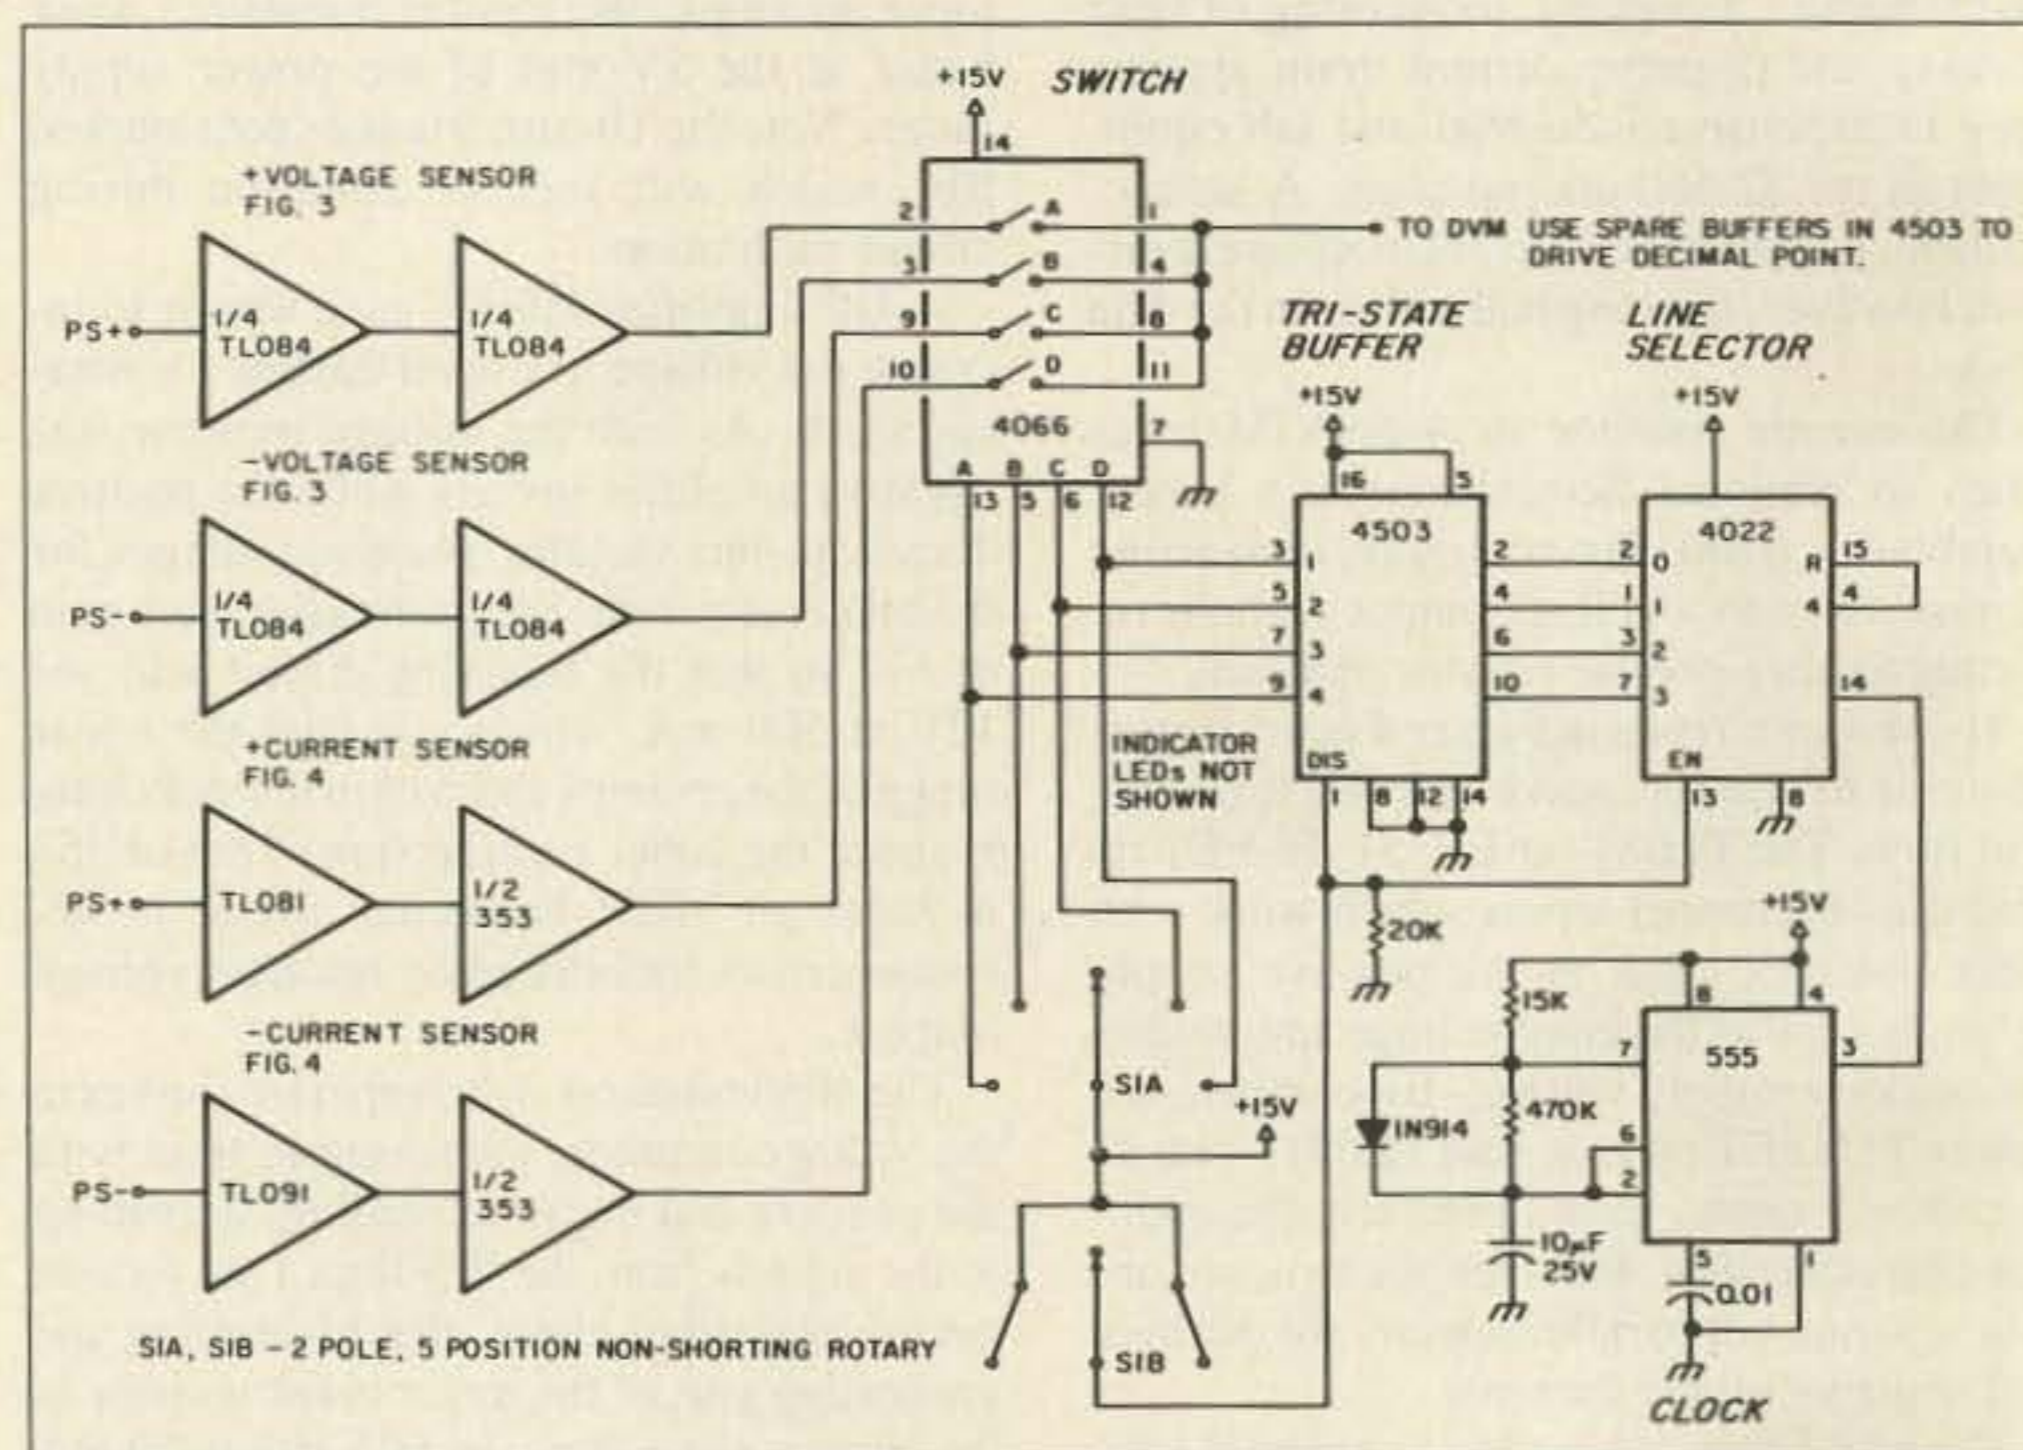 +15V
SWITCH
14
+VOLTAGE SENSOR
FIG. 3
PS+
1/4
TL084
1/4
TL084
2
A
1
3
B
4
9
C
8
10
D
11
4066
7
A
B
C
D
13
5
6
12
TO DVM USE SPARE BUFFERS IN 4503 TO
DRIVE DECIMAL POINT.
-VOLTAGE SENSOR
FIG. 3
PS-
1/4
TL084
1/4
TL084
TRI-STATE
BUFFER
+15V
16
5
4503
3
1
2
5
2
4
7
3
6
9
4
10
DIS
1
8
12
14
LINE
SELECTOR
+15V
4022
2
0
R
15
1
1
4
4
3
2
7
3
14
EN
13
8
INDICATOR
LEDs NOT
SHOWN
+CURRENT SENSOR
FIG. 4
PS+
TL081
1/2
353
-CURRENT SENSOR
FIG. 4
PS-
TL091
1/2
353
20K
+15V
15K
8
4
7
555
3
470K
1N914
6
2
10µF
25V
5
1
0.01
CLOCK
S1A
+15V
S1B
S1A, S1B - 2 POLE, 5 POSITION NON-SHORTING ROTARY